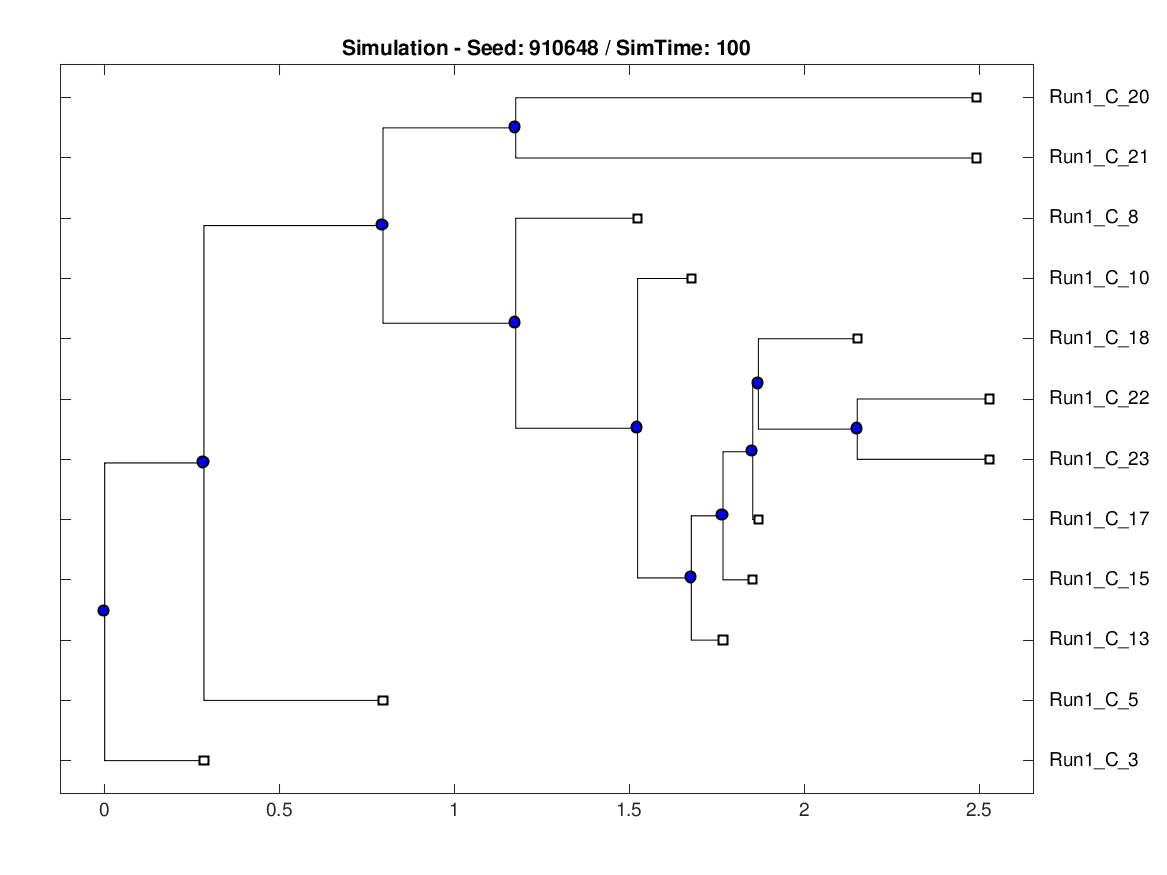 Simulation - Seed: 910648 / SimTime: 100
Run1_C_20
Run1_C_21
Run1_C_8
Run1_C_10
Run1_C_18
Run1_C_22
Run1_C_23
Run1_C_17
Run1_C_15
Run1_C_13
Run1_C_5
Run1_C_3
0 0.5 1 1.5 2 2.5